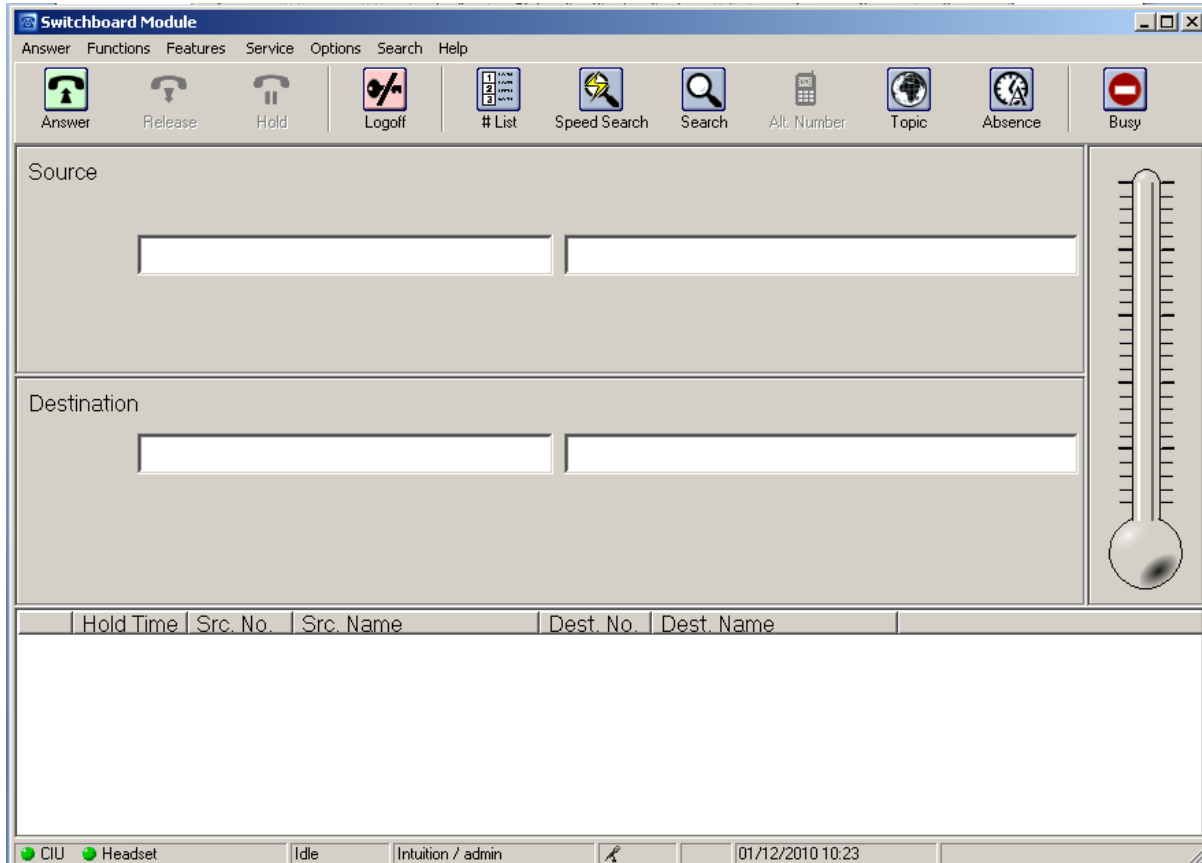 Switchboard Module
Answer Functions Features Service Options Search Help
Answer Release Hold Logoff # List Speed Search Search Alt. Number Topic Absence Busy
Source
Destination
Hold Time Src. No. Src. Name Dest. No. Dest. Name
CIU Headset Idle Intuition / admin 01/12/2010 10:23